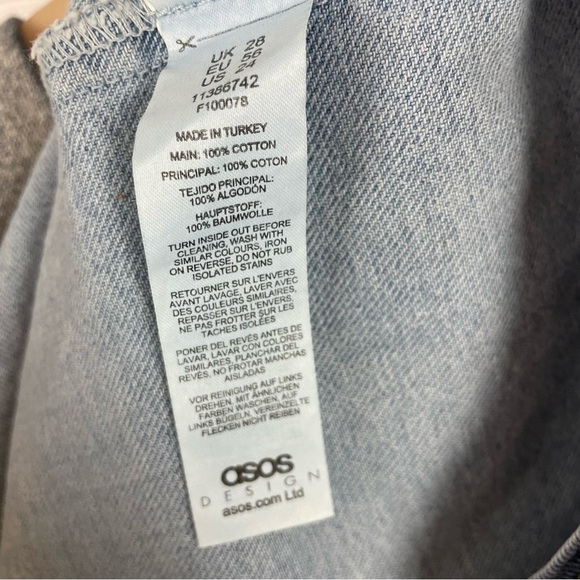 UK 28
EU 56
US 24
11386742
F100078
MADE IN TURKEY
MAIN: 100% COTTON
PRINCIPAL: 100% COTON
TEJIDO PRINCIPAL:
100% ALGODÓN
HAUPTSTOFF:
100% BAUMWOLLE
TURN INSIDE OUT BEFORE
CLEANING, WASH WITH
SIMILAR COLOURS, IRON
ON REVERSE, DO NOT RUB
ISOLATED STAINS
RETOURNER SUR L'ENVERS
AVANT LAVAGE, LAVER AVEC
DES COULEURS SIMILAIRES,
REPASSER SUR L'ENVERS,
NE PAS FROTTER SUR LES
TACHES ISOLÉES
PONER DEL REVÉS ANTES DE
LAVAR, LAVAR CON COLORES
SIMILARES, PLANCHAR DEL
REVÉS, NO FROTAR MANCHAS
AISLADAS
VOR REINIGUNG AUF LINKS
DREHEN, MIT ÄHNLICHEN
FARBEN WASCHEN, AUF
LINKS BÜGELN, VEREINZELTE
FLECKEN NICHT REIBEN
asos
DESIGN
asos.com Ltd